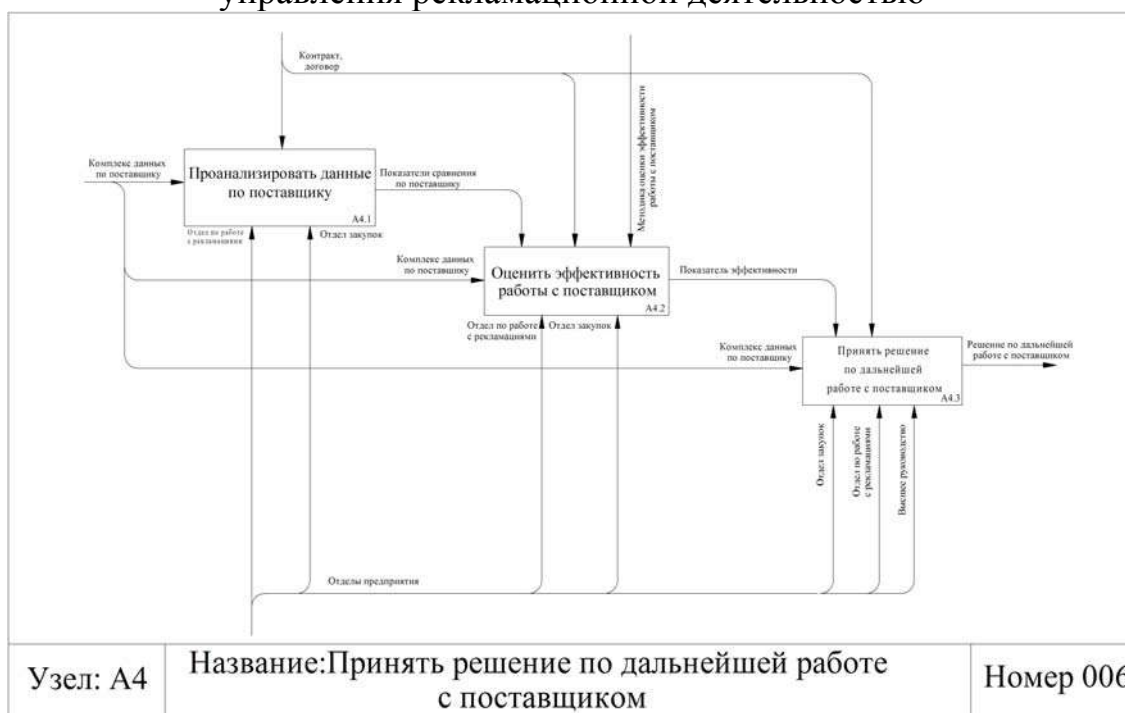 управления рекламационной деятельностью
Контракт,
договор
Методика оценки эффективности
работы с поставщиком
Комплекс данных
по поставщику
Проанализировать данные
по поставщику
А4.1
Показатели сравнения
по поставщику
Отдел по работе
с рекламациями
Отдел закупок
Комплекс данных
по поставщику
Оценить эффективность
работы с поставщиком
А4.2
Показатель эффективности
Отдел по работе
с рекламациями
Отдел закупок
Комплекс данных
по поставщику
Принять решение
по дальнейшей
работе с поставщиком
А4.3
Решение по дальнейшей
работе с поставщиком
Отдел закупок
Отдел по работе
с рекламациями
Высшее руководство
Отделы предприятия
Узел: А4
Название:Принять решение по дальнейшей работе
с поставщиком
Номер 006